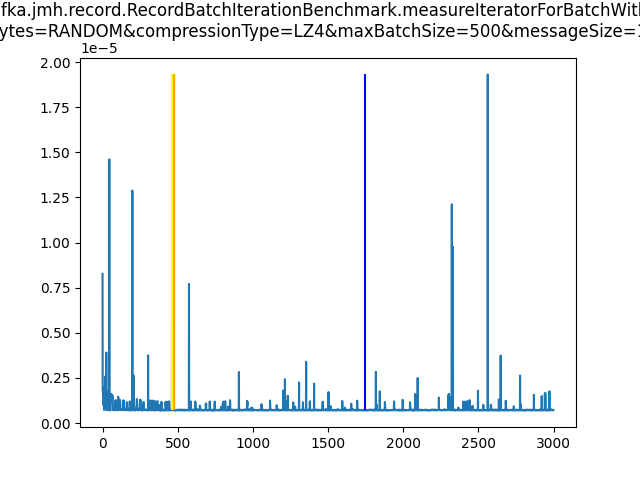 fka.jmh.record.RecordBatchIterationBenchmark.measureIteratorForBatchWith
ytes=RANDOM&compressionType=LZ4&maxBatchSize=500&messageSize=1
1e−5
2.00
1.75
1.50
1.25
1.00
0.75
0.50
0.25
0.00
0 500 1000 1500 2000 2500 3000